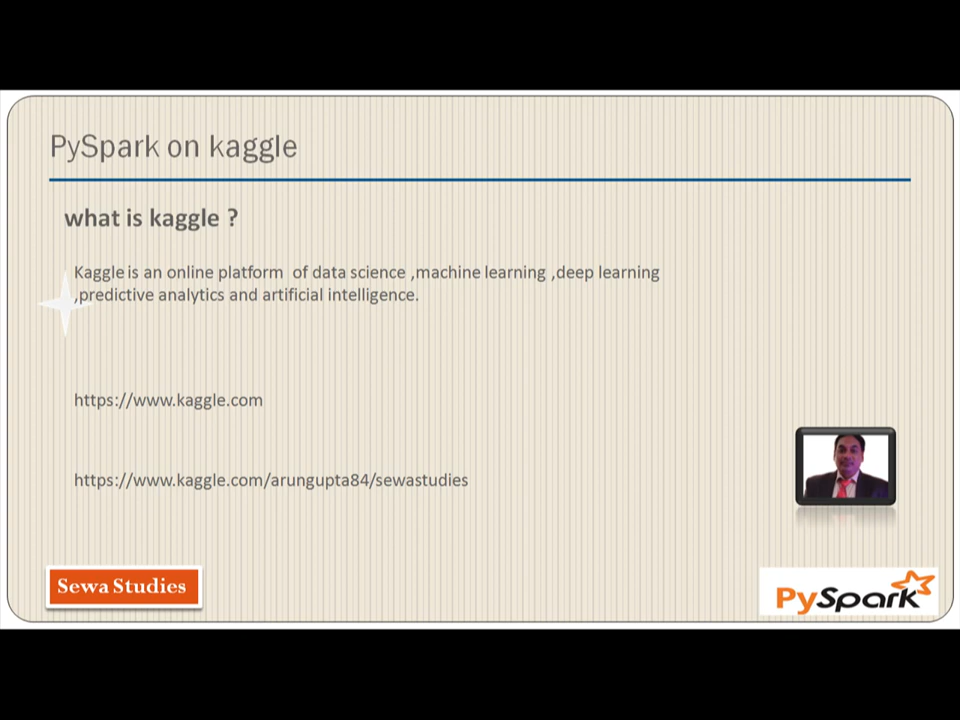 PySpark on kaggle
what is kaggle ?
Kaggle is an online platform of data science ,machine learning ,deep learning
,predictive analytics and artificial intelligence.
https://www.kaggle.com
https://www.kaggle.com/arungupta84/sewastudies
Sewa Studies
PySpark